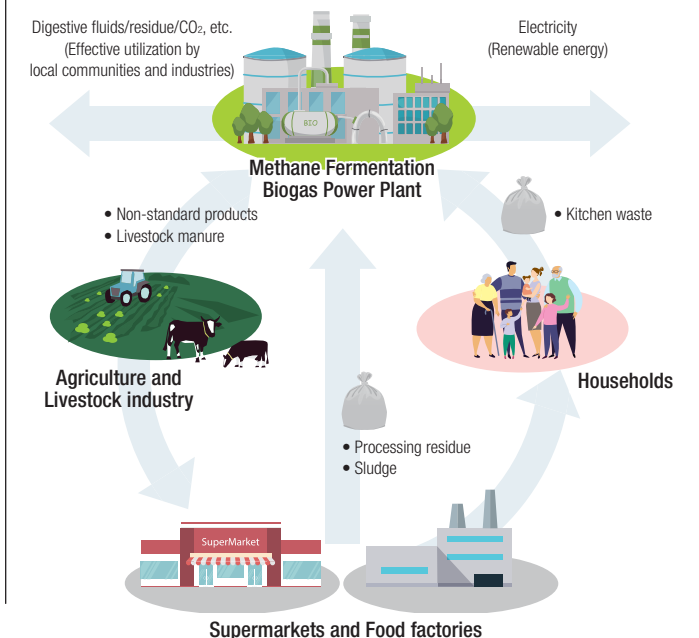 Digestive fluids/residue/CO₂, etc.
(Effective utilization by
local communities and industries)
Electricity
(Renewable energy)
BIO
Methane Fermentation
Biogas Power Plant
• Non-standard products
• Livestock manure
• Kitchen waste
Agriculture and
Livestock industry
Households
• Processing residue
• Sludge
SuperMarket
Supermarkets and Food factories